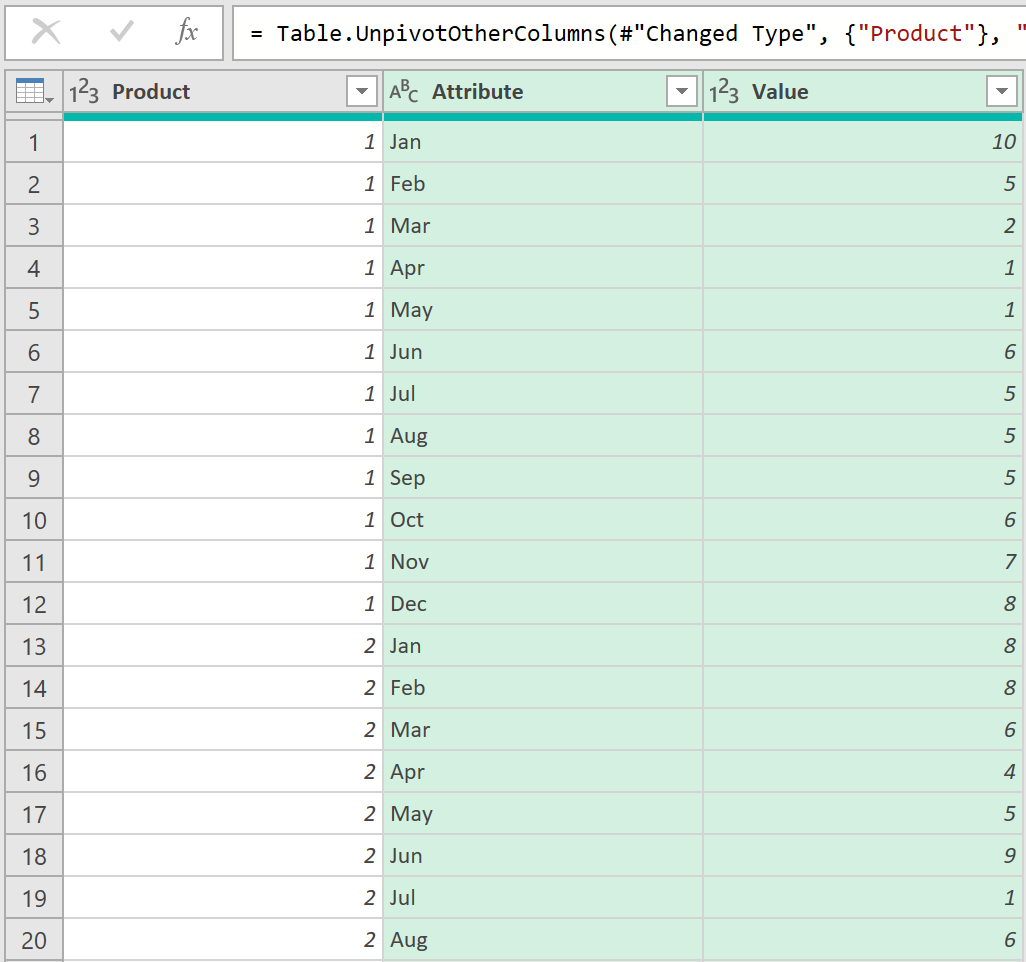 fx = Table.UnpivotOtherColumns(#"Changed Type", {"Product"}, "
1²3 Product ABC Attribute 1²3 Value
1 1 Jan 10
2 1 Feb 5
3 1 Mar 2
4 1 Apr 1
5 1 May 1
6 1 Jun 6
7 1 Jul 5
8 1 Aug 5
9 1 Sep 5
10 1 Oct 6
11 1 Nov 7
12 1 Dec 8
13 2 Jan 8
14 2 Feb 8
15 2 Mar 6
16 2 Apr 4
17 2 May 5
18 2 Jun 9
19 2 Jul 1
20 2 Aug 6